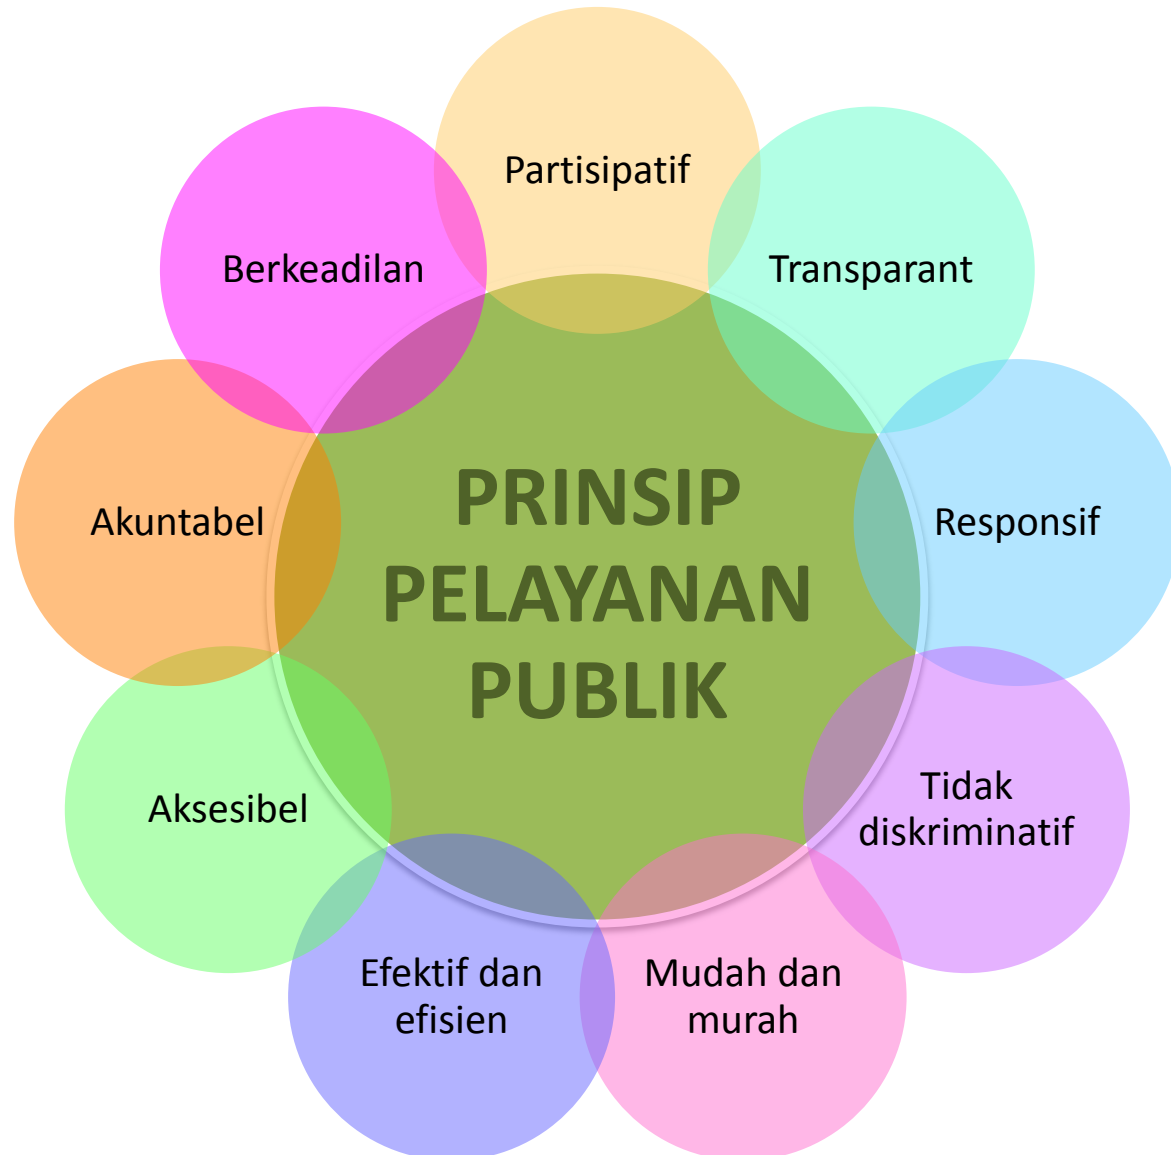 Partisipatif
Transparant
Responsif
Tidak
diskriminatif
Mudah dan
murah
Efektif dan
efisien
Aksesibel
Akuntabel
Berkeadilan
PRINSIP
PELAYANAN
PUBLIK